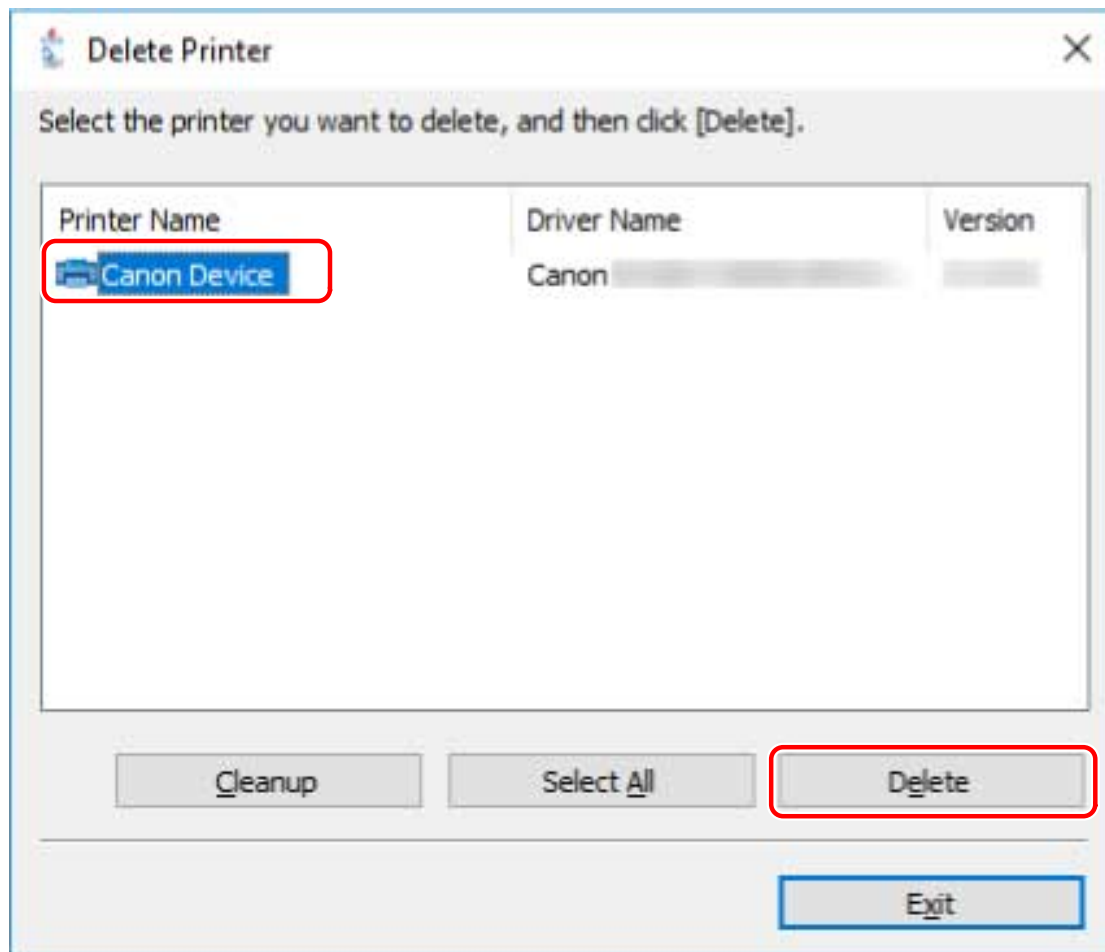 Delete Printer
Select the printer you want to delete, and then click [Delete].
Printer Name Driver Name Version
Canon Device Canon
Cleanup Select All Delete
Exit